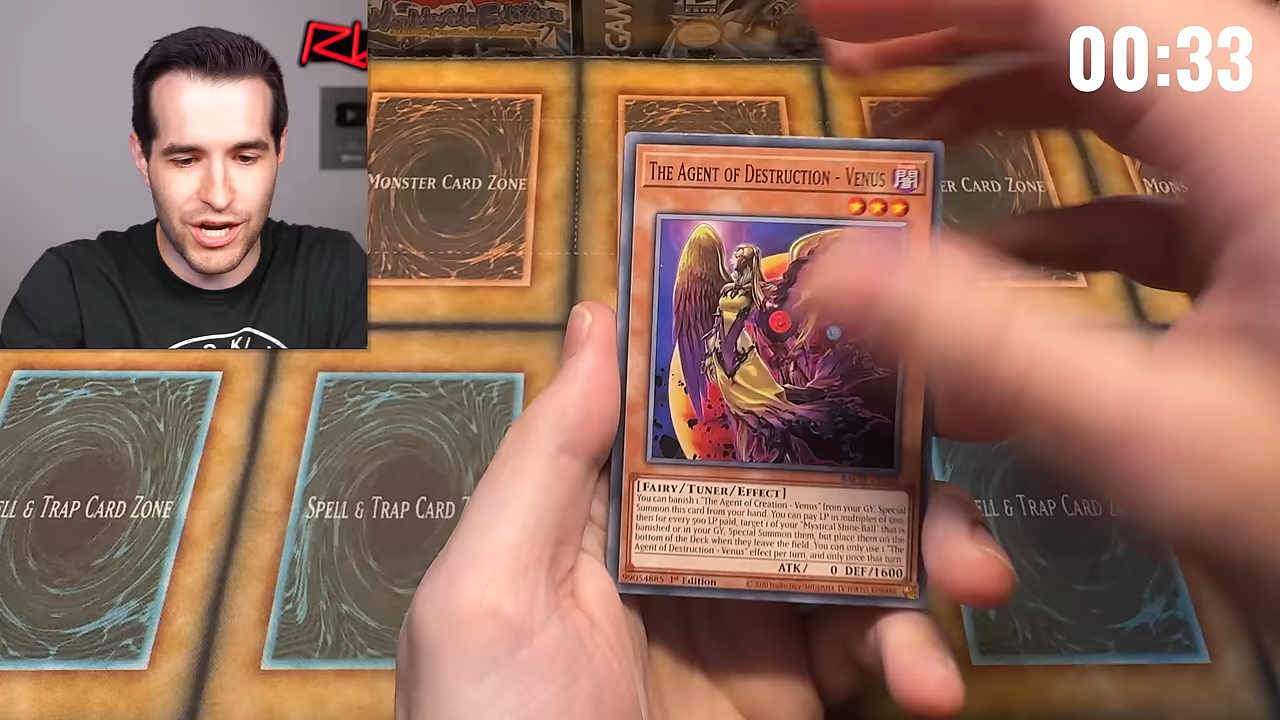 Worldwide Edition
GAM
00:33
MONSTER CARD ZONE
ER CARD ZONE
MONS
THE AGENT OF DESTRUCTION - VENUS 闇
[FAIRY/TUNER/EFFECT]
You can banish 1 "The Agent of Creation - Venus" from your GY; Special
Summon this card from your hand. You can pay LP in multiples of 500,
then for every 500 LP paid, target 1 of your "Mystical Shine Ball" that is
banished or in your GY; Special Summon them, but place them on the
bottom of the Deck when they leave the field. You can only use 1 "The
Agent of Destruction - Venus" effect per turn, and only once that turn.
ATK/ 0 DEF/1600
99054885 1st Edition
ELL & TRAP CARD ZONE
SPELL & TRAP CARD Z
LL & TRAP CARD Z